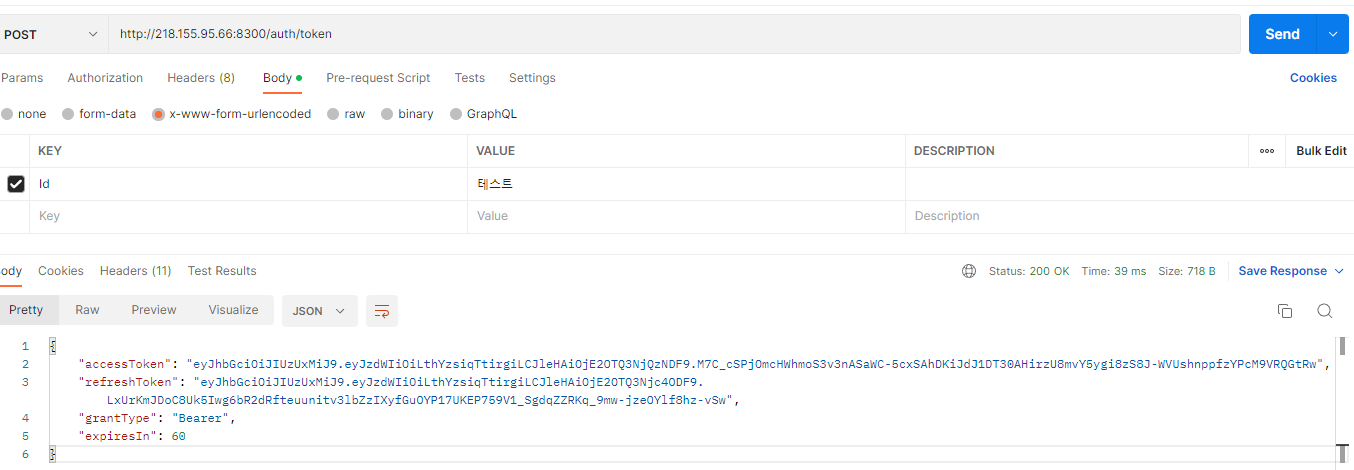 POST http://218.155.95.66:8300/auth/token Send
Params Authorization Headers (8) Body Pre-request Script Tests Settings Cookies
none form-data x-www-form-urlencoded raw binary GraphQL
KEY VALUE DESCRIPTION ooo Bulk Edit
Id 테스트
Key Value Description
ody Cookies Headers (11) Test Results Status: 200 OK Time: 39 ms Size: 718 B Save Response
Pretty Raw Preview Visualize JSON
1 {
2 "accessToken": "eyJhbGciOiJIUzUxMiJ9.eyJzdWIiOiLthYzsiqTtirgiLCJleHAiOjE2OTQ3NjQzNDF9.M7C_cSPjOmcHWhmoS3v3nASaWC-5cxSAhDKiJdJ1DT30AHirzU8mvY5ygi8zS8J-WVUshnppfzYPcM9VRQGtRw",
3 "refreshToken": "eyJhbGciOiJIUzUxMiJ9.eyJzdWIiOiLthYzsiqTtirgiLCJleHAiOjE2OTQ3Njc4ODF9.
LxUrKmJDoC8Uk5Iwg6bR2dRfteuunitv3lbZzIXyfGuOYP17UKEP759V1_SgdqZZRKq_9mw-jzeOYlf8hz-vSw",
4 "grantType": "Bearer",
5 "expiresIn": 60
6 }